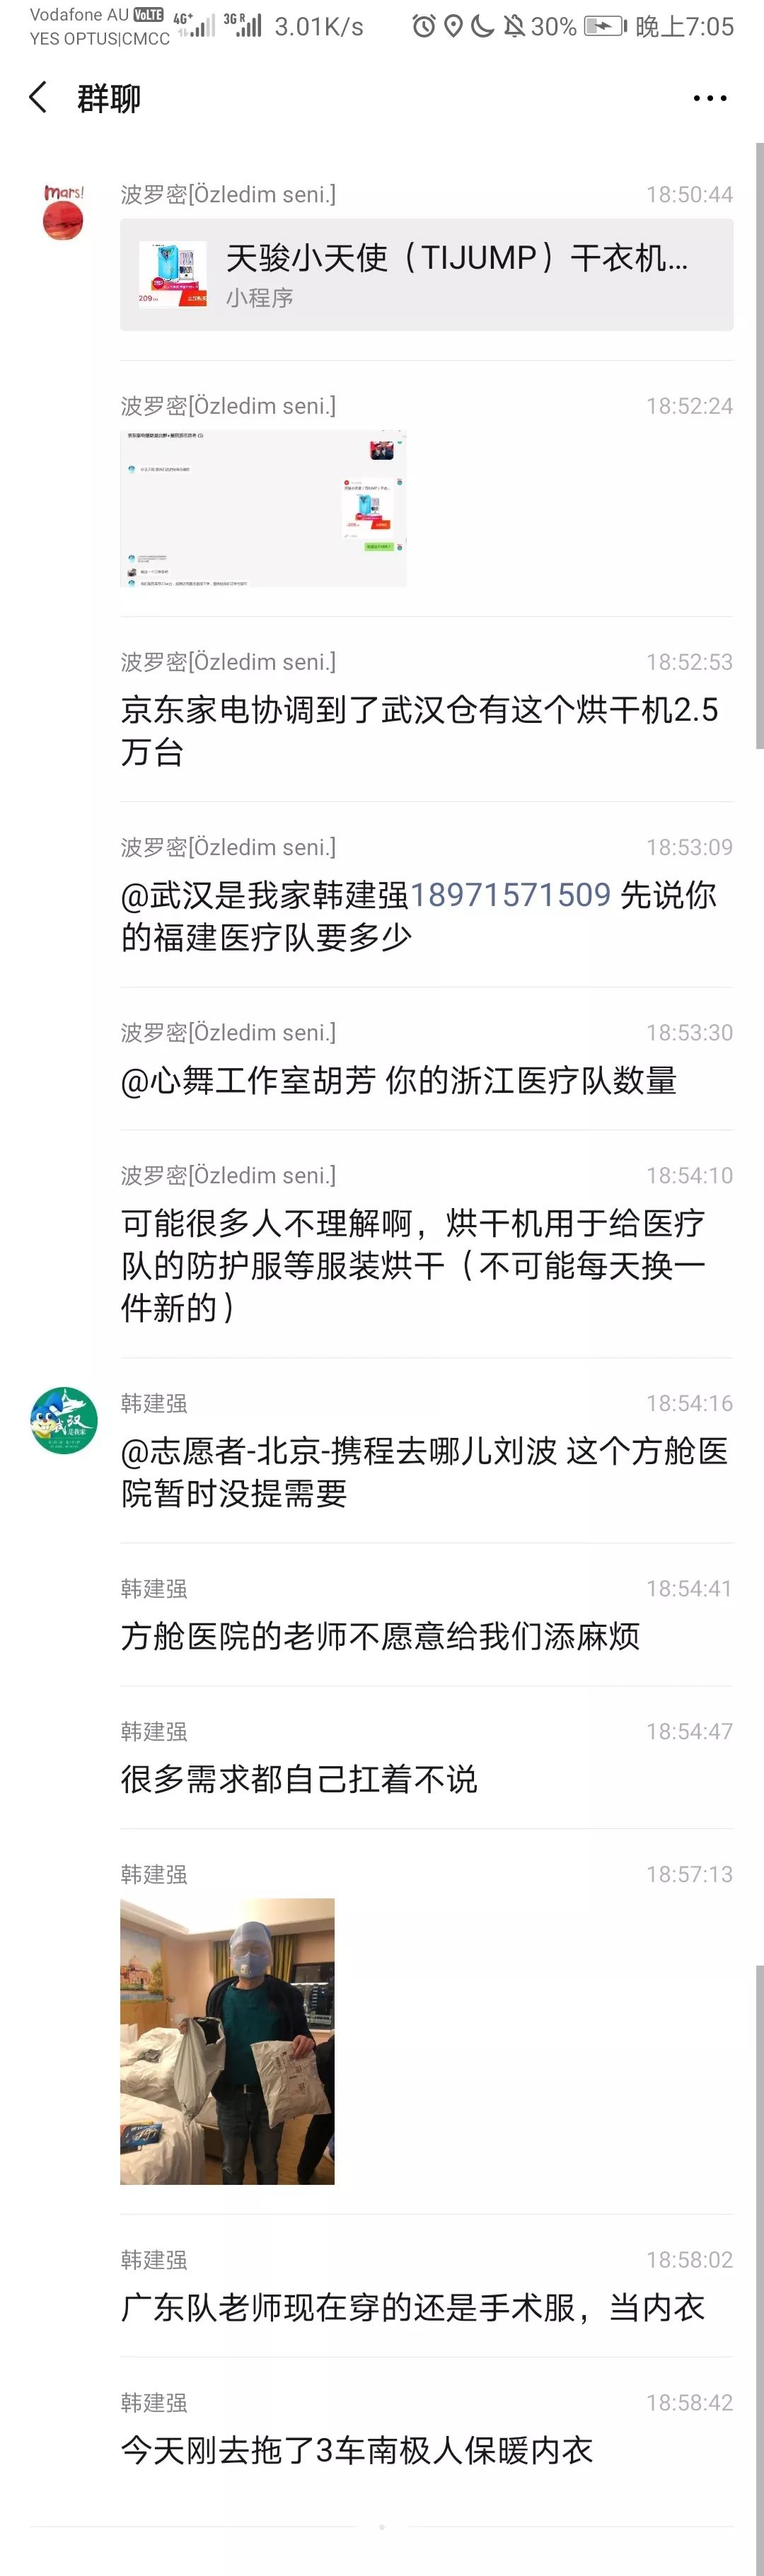 Vodafone AU VoLTE 4G+ 3G R 3.01K/s 30% 晚上7:05
YES OPTUS|CMCC
群聊
mars!
波罗密[Özledim seni.] 18:50:44
天骏小天使（TIJUMP）干衣机...
小程序
209
波罗密[Özledim seni.] 18:52:24
波罗密[Özledim seni.] 18:52:53
京东家电协调到了武汉仓有这个烘干机2.5
万台
波罗密[Özledim seni.] 18:53:09
@武汉是我家韩建强18971571509 先说你
的福建医疗队要多少
波罗密[Özledim seni.] 18:53:30
@心舞工作室胡芳 你的浙江医疗队数量
波罗密[Özledim seni.] 18:54:10
可能很多人不理解啊，烘干机用于给医疗
队的防护服等服装烘干（不可能每天换一
件新的）
韩建强 18:54:16
@志愿者-北京-携程去哪儿刘波 这个方舱医
院暂时没提需要
韩建强 18:54:41
方舱医院的老师不愿意给我们添麻烦
韩建强 18:54:47
很多需求都自己扛着不说
韩建强 18:57:13
韩建强 18:58:02
广东队老师现在穿的还是手术服，当内衣
韩建强 18:58:42
今天刚去拖了3车南极人保暖内衣